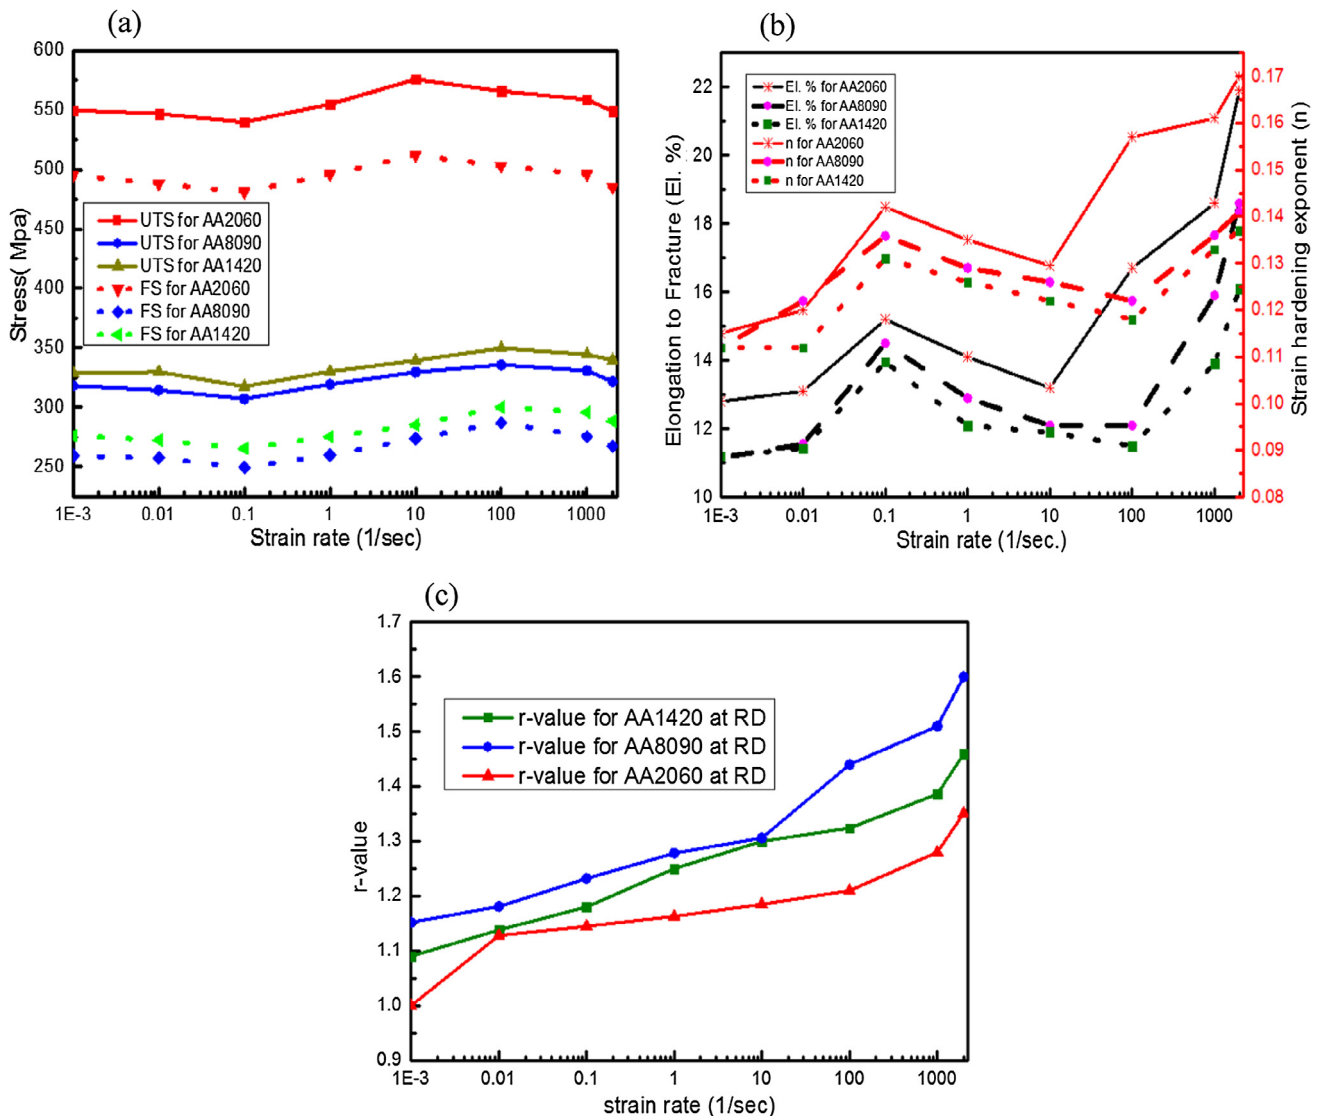 (a)
600
550
500
450
400
350
300
250
Stress( Mpa)
UTS for AA2060
UTS for AA8090
UTS for AA1420
FS for AA2060
FS for AA8090
FS for AA1420
1E-3 0.01 0.1 1 10 100 1000
Strain rate (1/sec)
(b)
22
20
18
16
14
12
10
Elongation to Fracture (El. %)
El. % for AA2060
El. % for AA8090
El. % for AA1420
n for AA2060
n for AA8090
n for AA1420
0.17
0.16
0.15
0.14
0.13
0.12
0.11
0.10
0.09
0.08
Strain hardening exponent (n)
1E-3 0.01 0.1 1 10 100 1000
Strain rate (1/sec.)
(c)
1.7
1.6
1.5
1.4
1.3
1.2
1.1
1.0
0.9
r-value
r-value for AA1420 at RD
r-value for AA8090 at RD
r-value for AA2060 at RD
1E-3 0.01 0.1 1 10 100 1000
strain rate (1/sec)